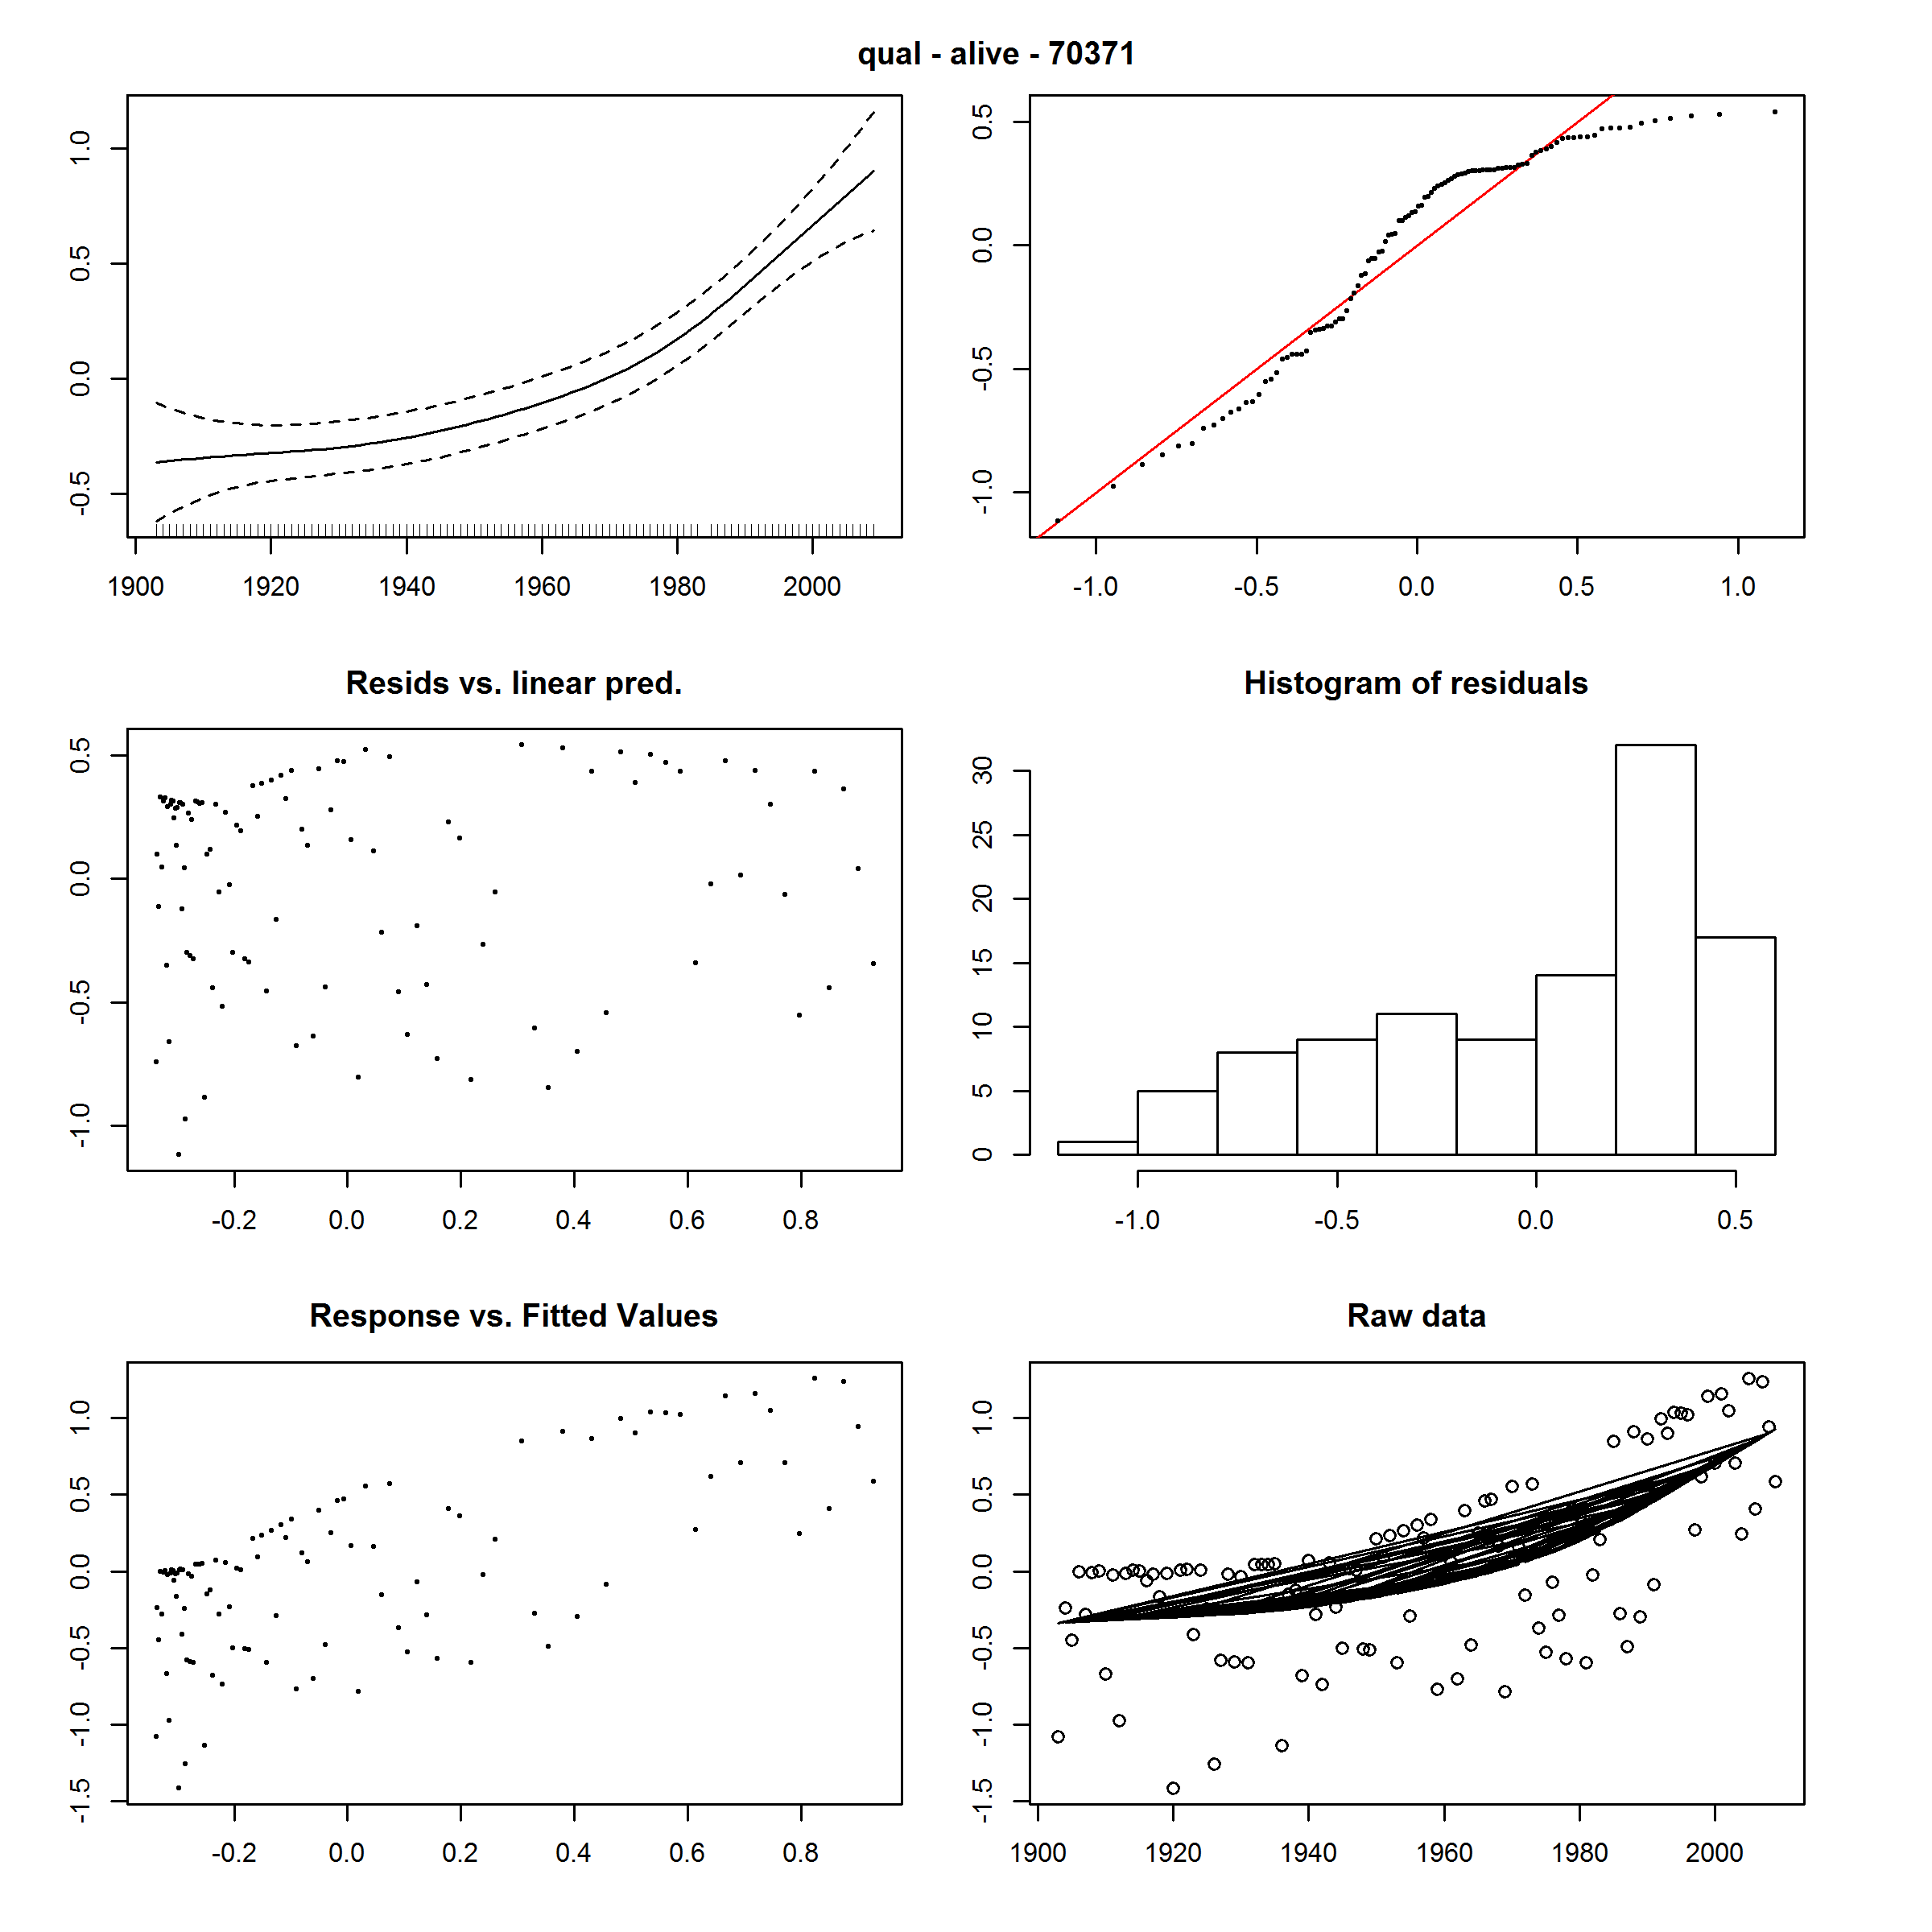 qual - alive - 70371
-0.5 0.0 0.5 1.0
1900 1920 1940 1960 1980 2000
-1.0 -0.5 0.0 0.5
-1.0 -0.5 0.0 0.5 1.0
Resids vs. linear pred.
-1.0 -0.5 0.0 0.5
-0.2 0.0 0.2 0.4 0.6 0.8
Histogram of residuals
0 5 10 15 20 25 30
-1.0 -0.5 0.0 0.5
Response vs. Fitted Values
-1.5 -1.0 -0.5 0.0 0.5 1.0
-0.2 0.0 0.2 0.4 0.6 0.8
Raw data
-1.5 -1.0 -0.5 0.0 0.5 1.0
1900 1920 1940 1960 1980 2000